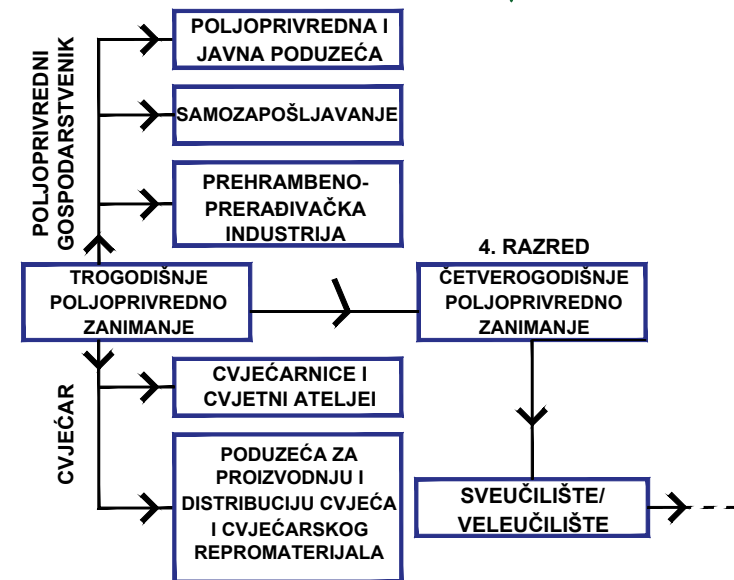 POLJOPRIVREDNI
GOSPODARSTVENIK
POLJOPRIVREDNA I
JAVNA PODUZEĆA
SAMOZAPOŠLJAVANJE
PREHRAMBENO-
PRERAĐIVAČKA
INDUSTRIJA
TROGODIŠNJE
POLJOPRIVREDNO
ZANIMANJE
4. RAZRED
ČETVEROGODIŠNJE
POLJOPRIVREDNO
ZANIMANJE
CVJEĆAR
CVJEĆARNICE I
CVJETNI ATELJEI
PODUZEĆA ZA
PROIZVODNJU I
DISTRIBUCIJU CVJEĆA
I CVJEĆARSKOG
REPROMATERIJALA
SVEUČILIŠTE/
VELEUČILIŠTE